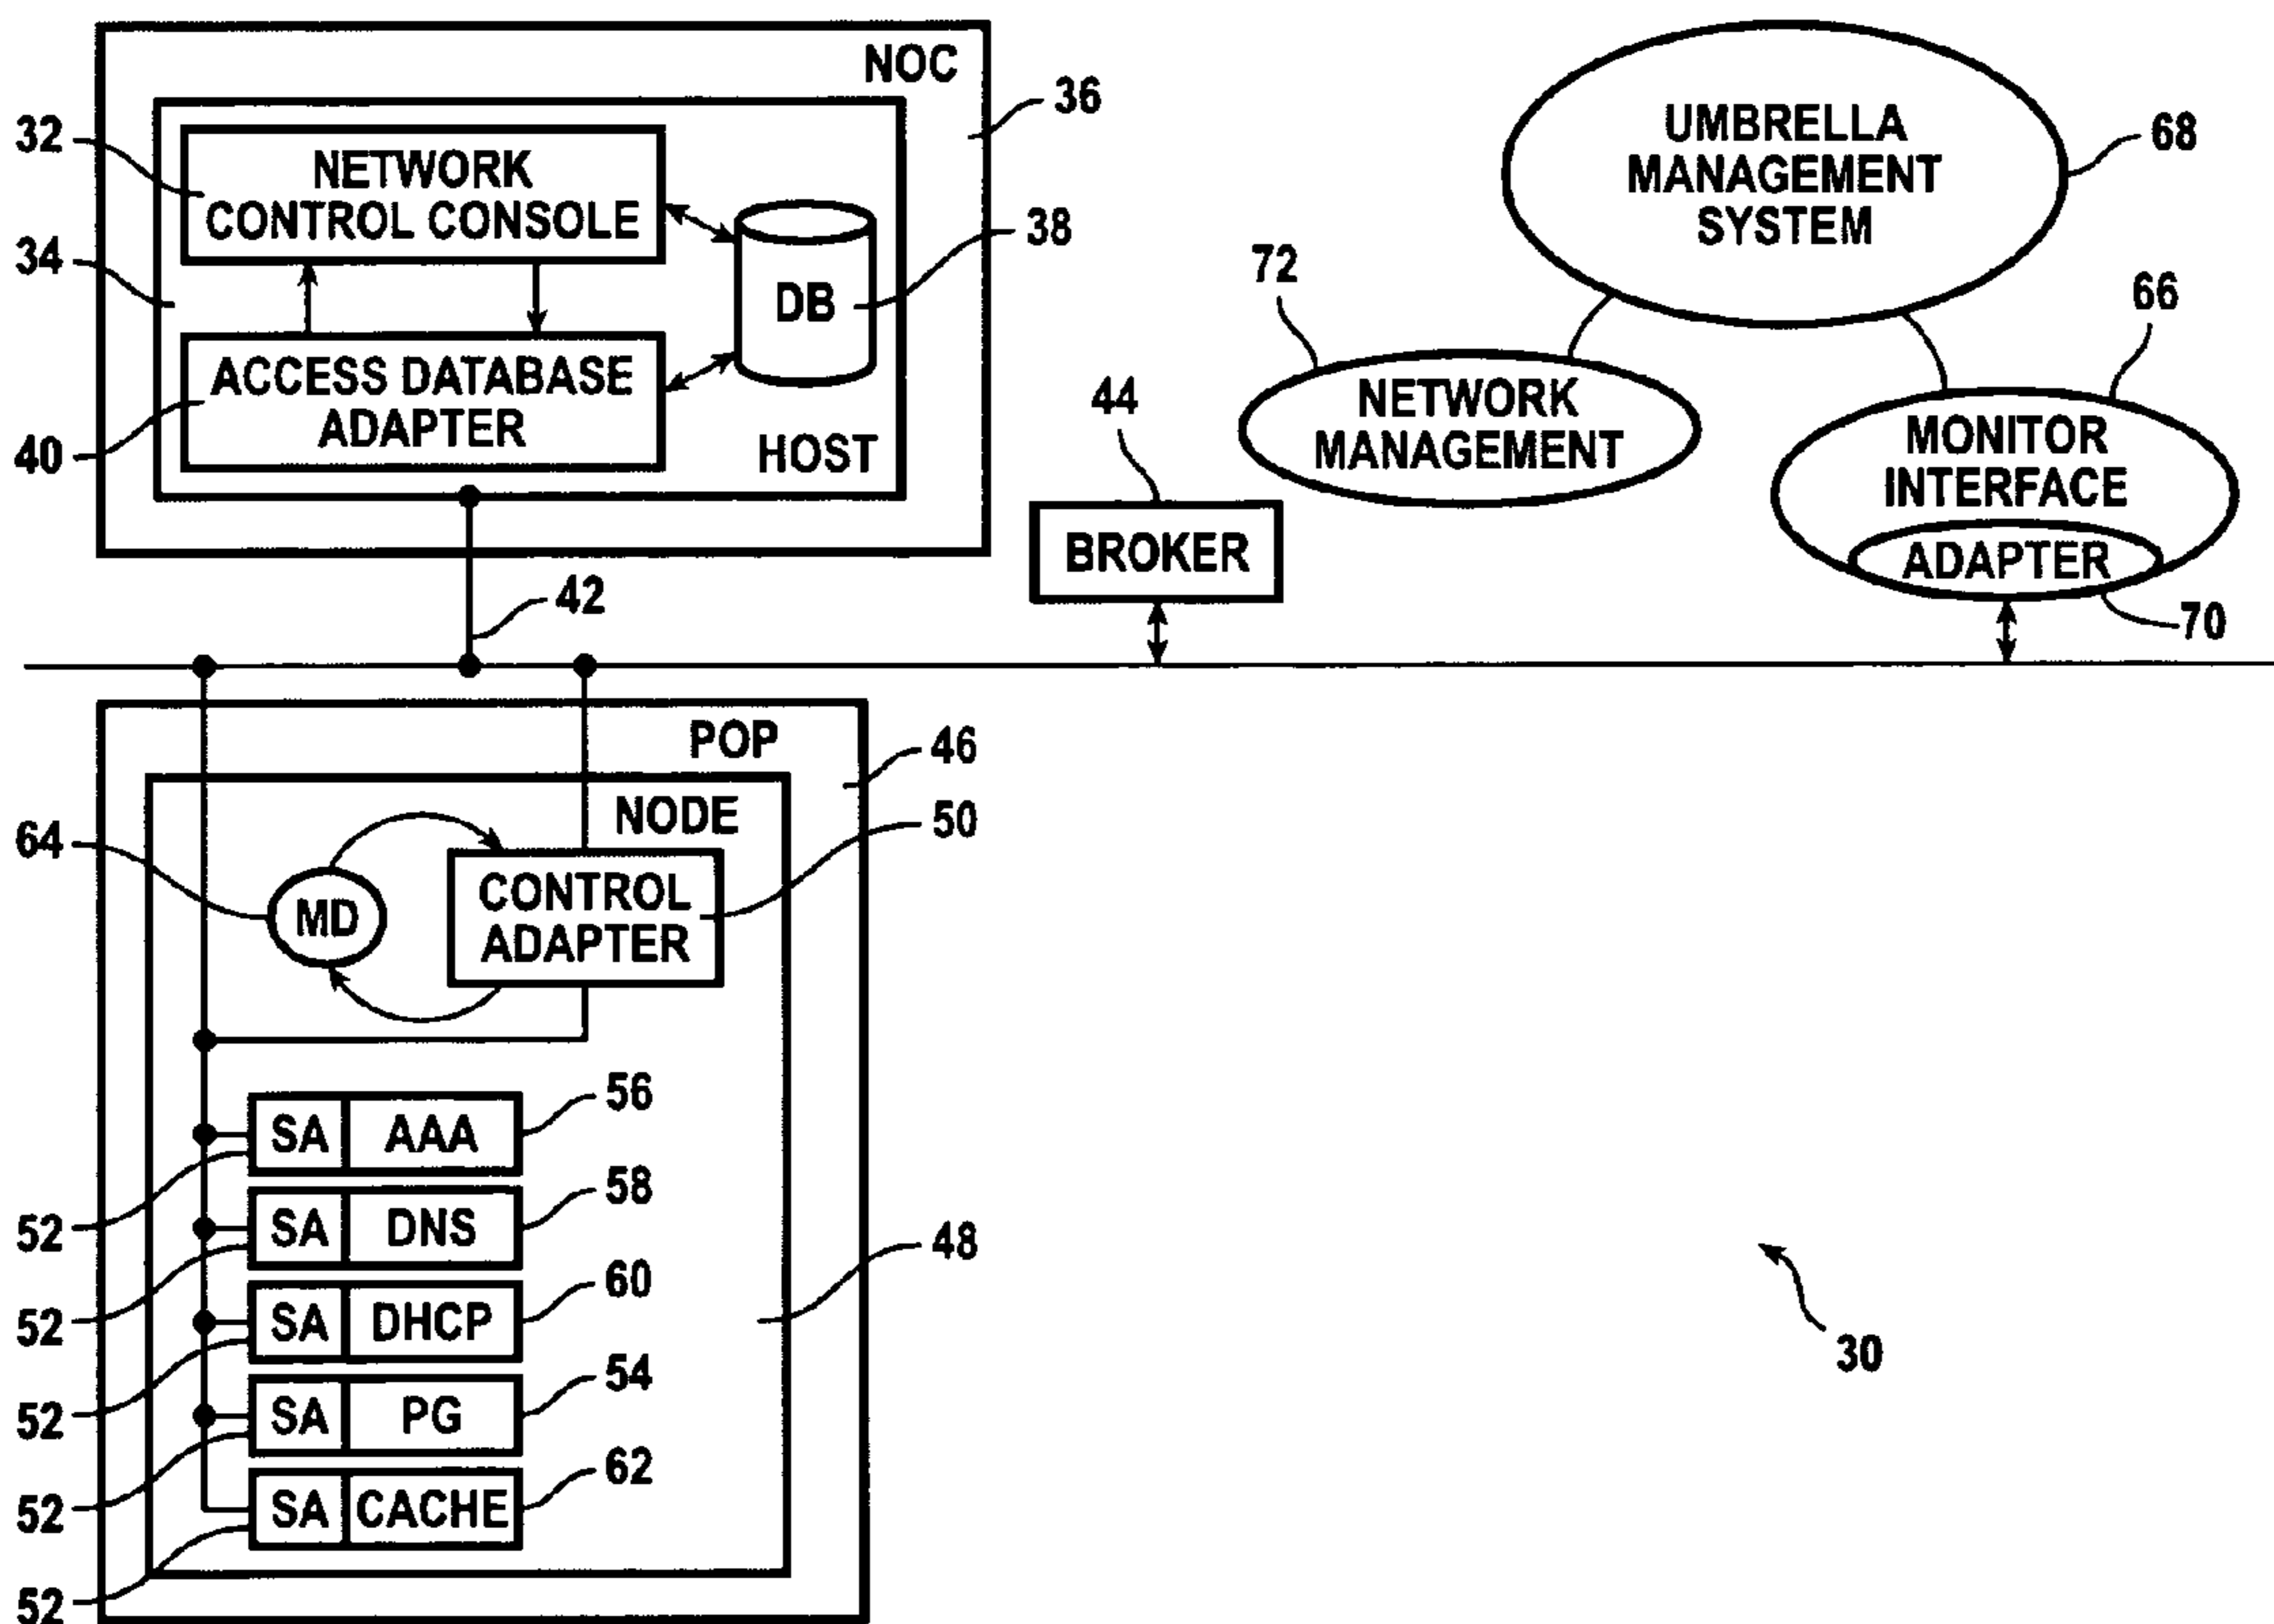 NOC
36
32
NETWORK
CONTROL CONSOLE
38
34
DB
ACCESS DATABASE
ADAPTER
40
HOST
42
UMBRELLA
MANAGEMENT
SYSTEM
68
72
66
NETWORK
MANAGEMENT
44
MONITOR
INTERFACE
BROKER
ADAPTER
70
POP
46
NODE
50
64
MD
CONTROL
ADAPTER
SA AAA
56
52
SA DNS
58
52
SA DHCP
60
52
SA PG
54
52
SA CACHE
62
52
48
30